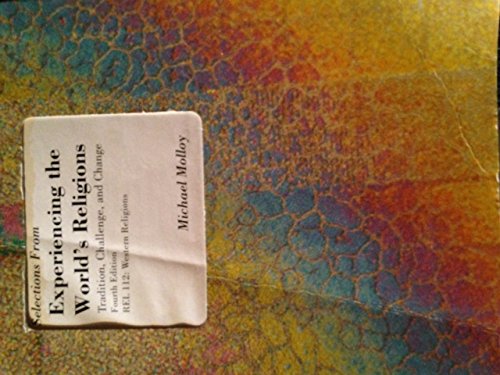 Selections From
Experiencing the
World's Religions
Tradition, Challenge, and Change
Fourth Edition
REL 112: Western Religions
Michael Molloy